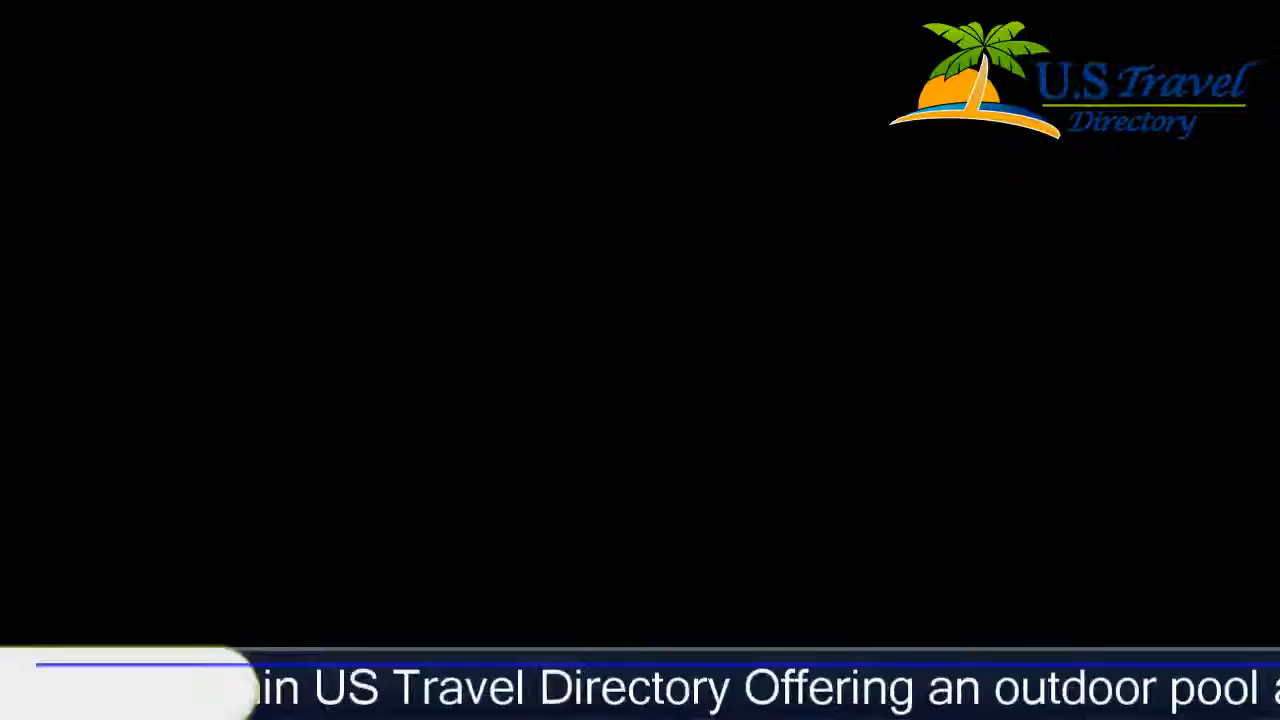 U.S Travel
Directory
in US Travel Directory Offering an outdoor pool